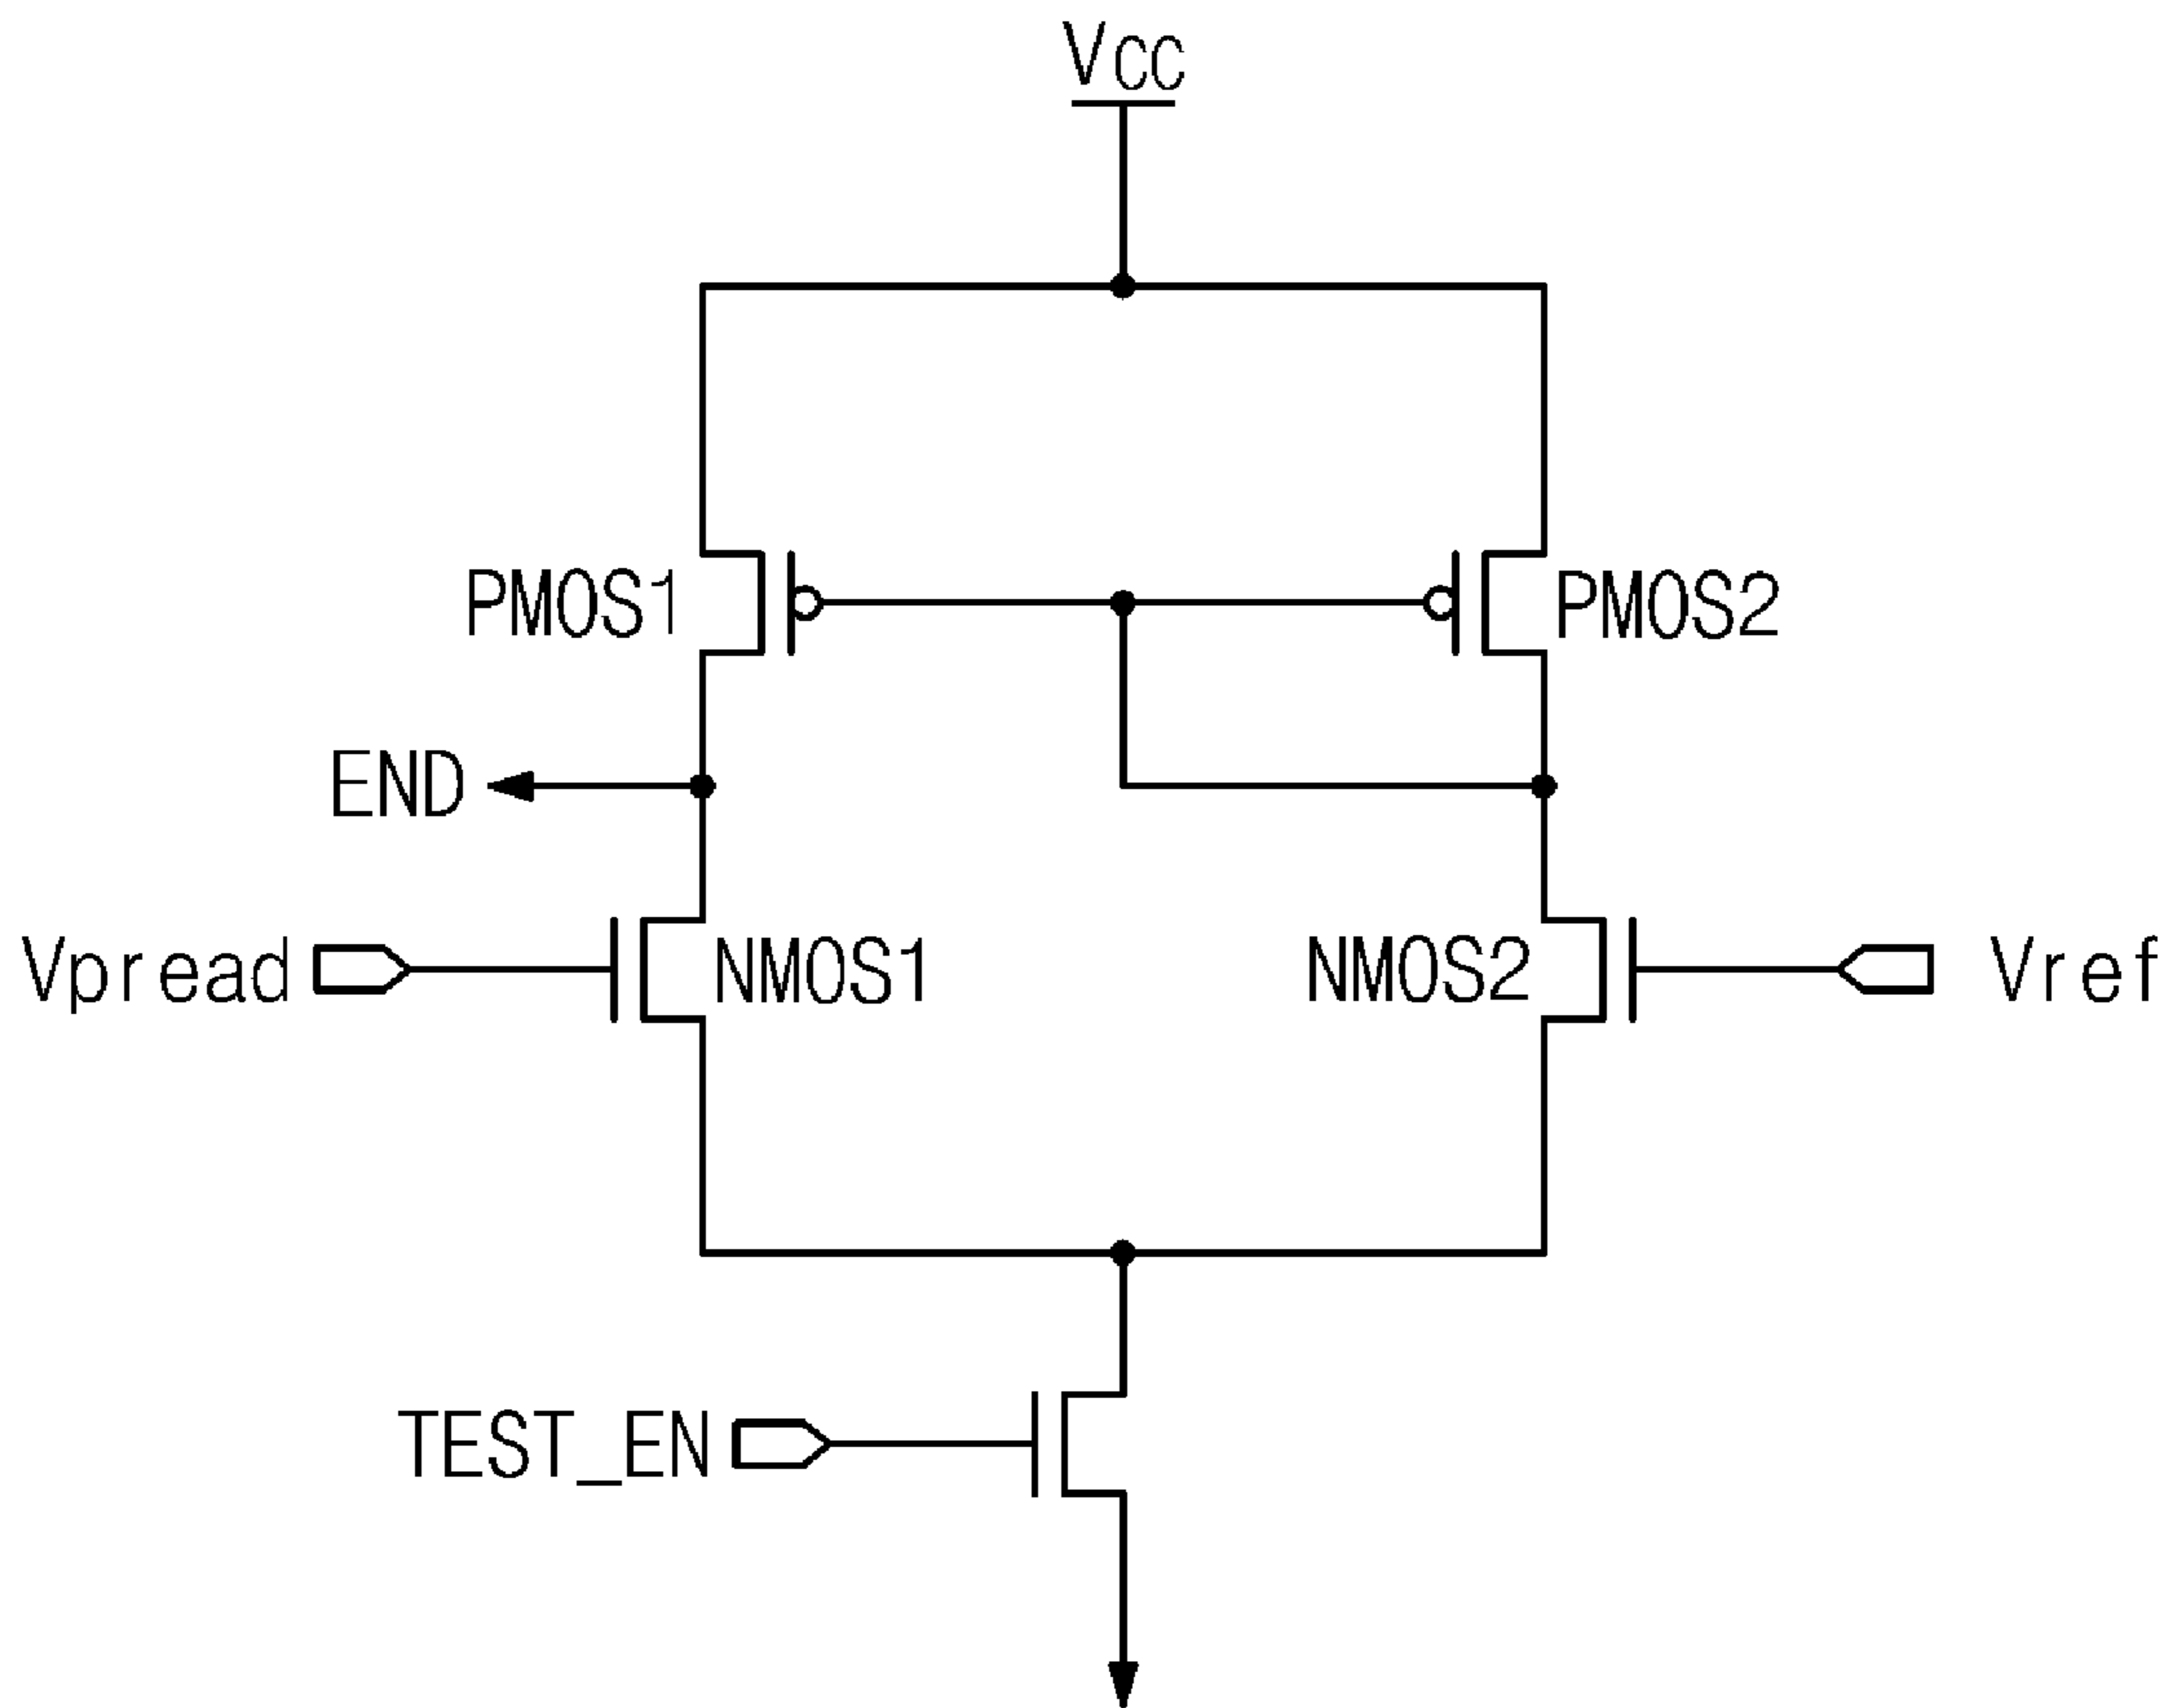 Vcc
PMOS1
PMOS2
END
Vpread
NMOS1
NMOS2
Vref
TEST_EN